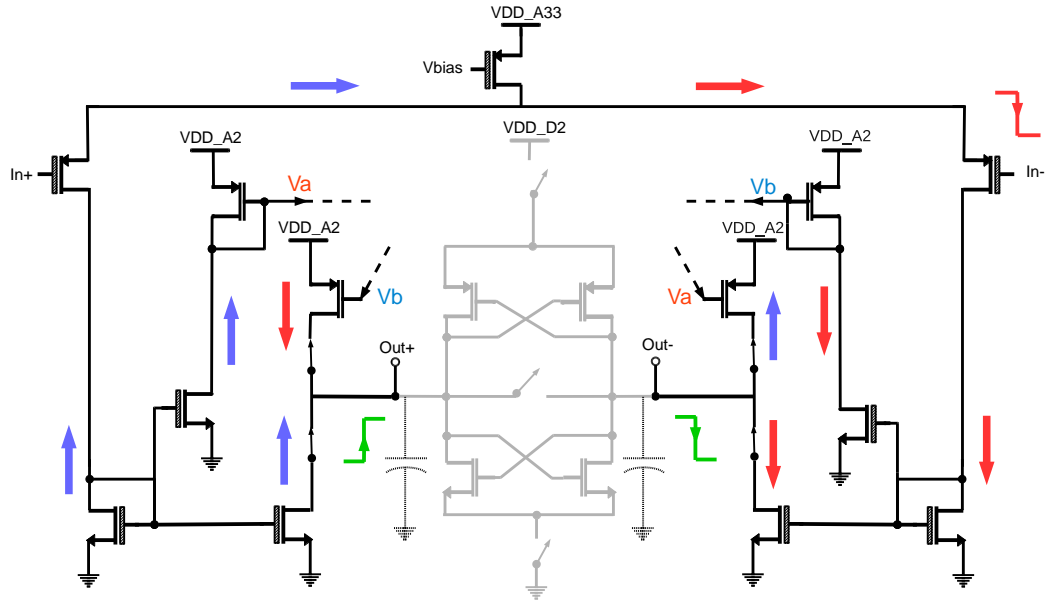 VDD_A33
Vbias
VDD_D2
VDD_A2
VDD_A2
In+
In-
Va
Vb
VDD_A2
VDD_A2
Vb
Va
Out+
Out-